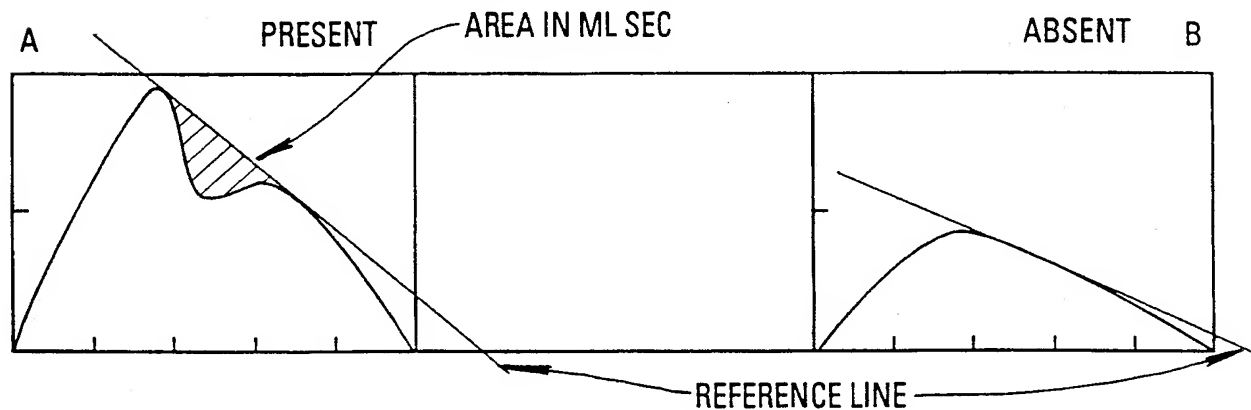 A PRESENT AREA IN ML SEC ABSENT B
REFERENCE LINE